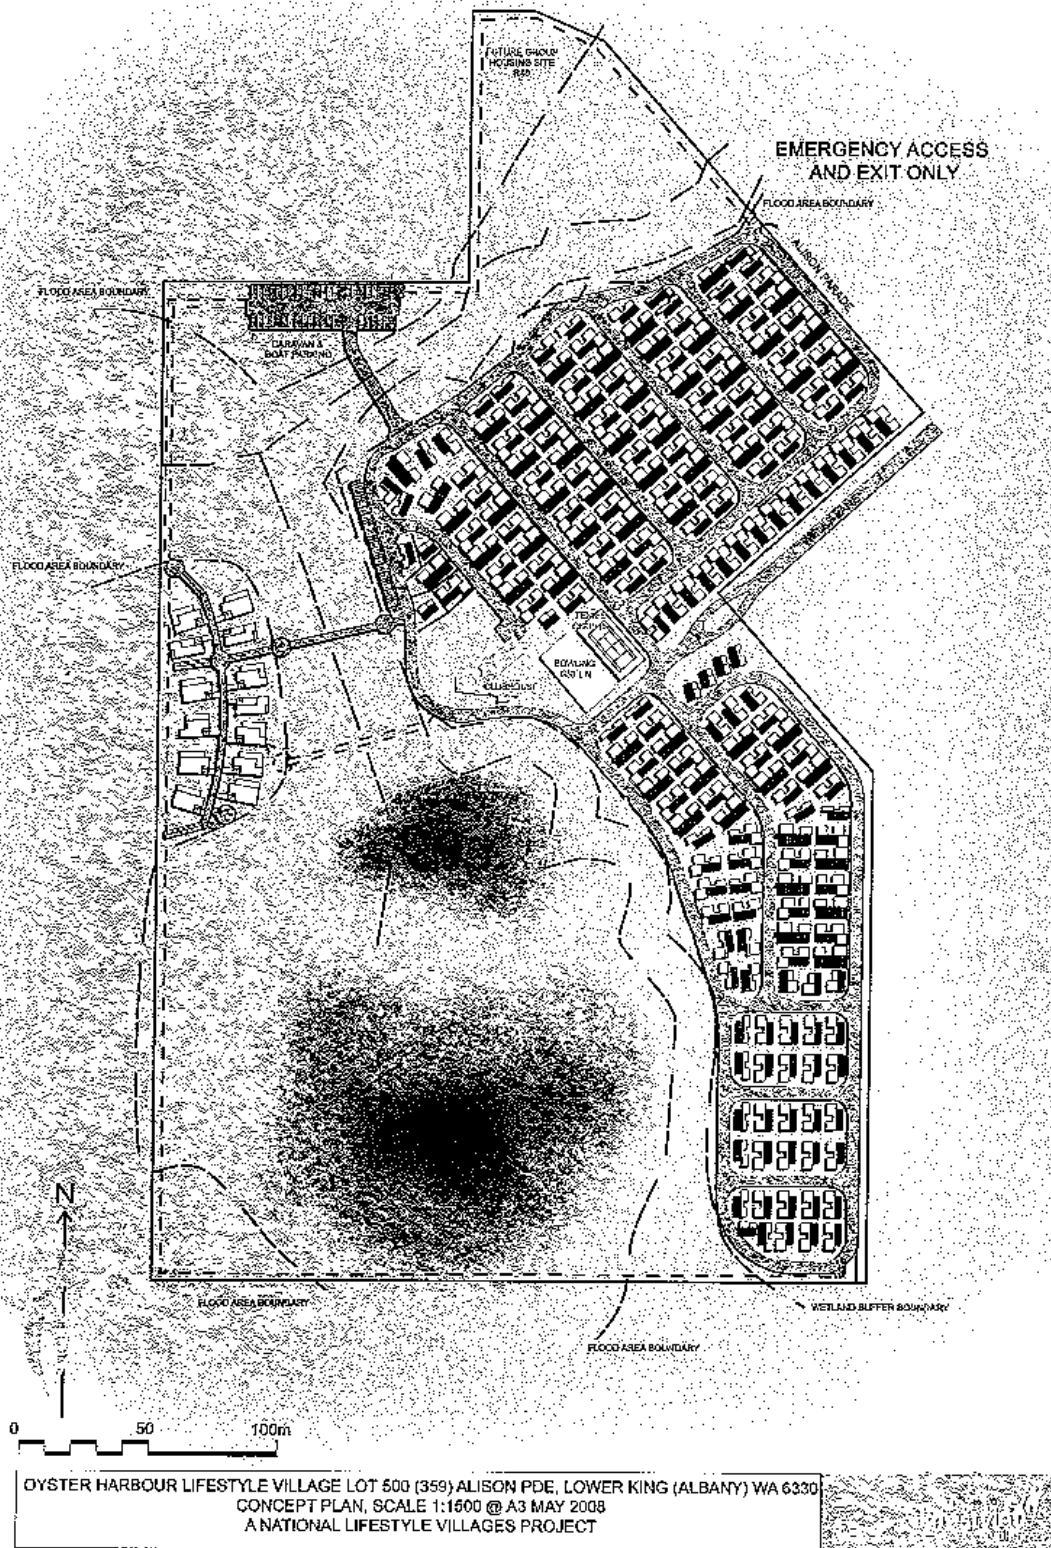 FUTURE GROUP
HOUSING SITE
R40
EMERGENCY ACCESS
AND EXIT ONLY
FLOOD AREA BOUNDARY
ALISON PARADE
FLOOD AREA BOUNDARY
CARAVAN &
BOAT PARKING
FLOOD AREA BOUNDARY
TENNIS
COURTS
BOWLING
GREEN
CLUBHOUSE
N
FLOOD AREA BOUNDARY
WETLAND BUFFER BOUNDARY
FLOOD AREA BOUNDARY
0 50 100m
OYSTER HARBOUR LIFESTYLE VILLAGE LOT 500 (359) ALISON PDE, LOWER KING (ALBANY) WA 6330
CONCEPT PLAN, SCALE 1:1500 @ A3 MAY 2008
A NATIONAL LIFESTYLE VILLAGES PROJECT